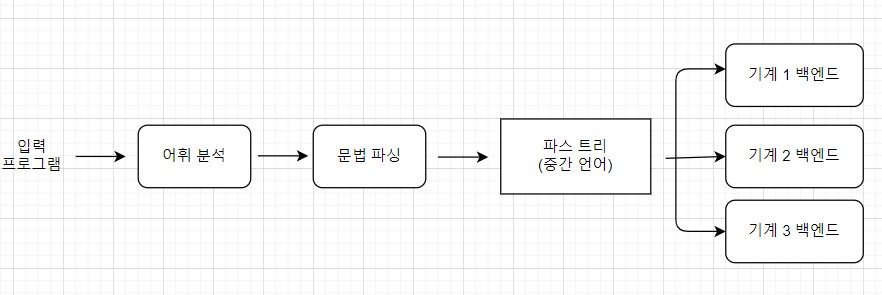 입력
프로그램
어휘 분석
문법 파싱
파스 트리
(중간 언어)
기계 1 백엔드
기계 2 백엔드
기계 3 백엔드